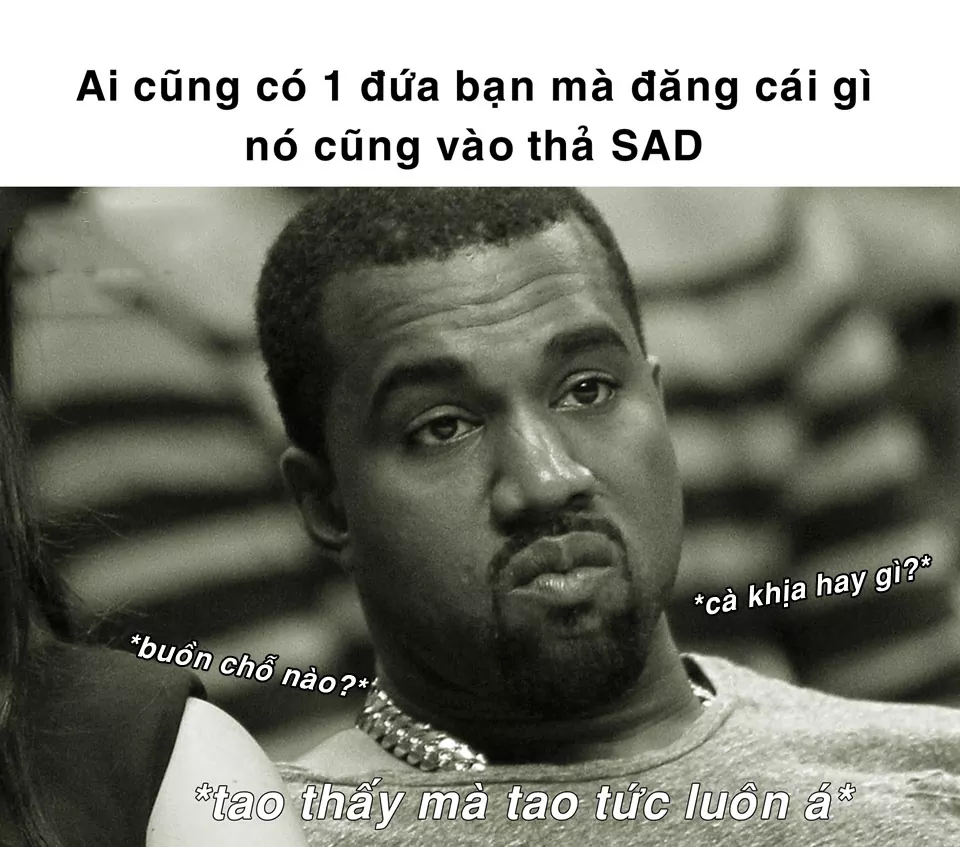 Ai cũng có 1 đứa bạn mà đăng cái gì
nó cũng vào thả SAD
*cà khịa hay gì?*
*buồn chỗ nào?*
*tao thấy mà tao tức luôn á*